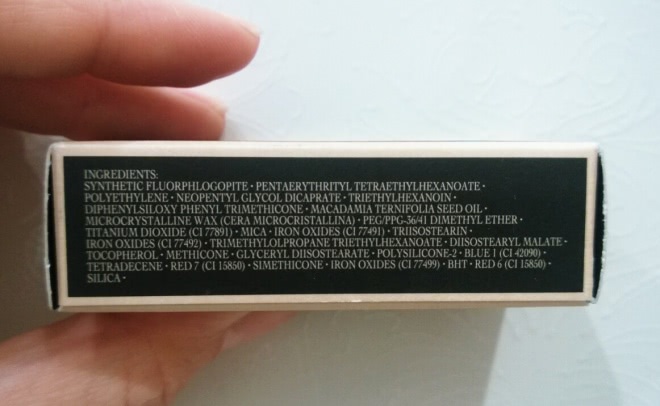 INGREDIENTS:
SYNTHETIC FLUORPHLOGOPITE · PENTAERYTHRITYL TETRAETHYLHEXANOATE ·
POLYETHYLENE · NEOPENTYL GLYCOL DICAPRATE · TRIETHYLHEXANOIN ·
DIPHENYLSILOXY PHENYL TRIMETHICONE · MACADAMIA TERNIFOLIA SEED OIL ·
MICROCRYSTALLINE WAX (CERA MICROCRISTALLINA) · PEG/PPG-36/41 DIMETHYL ETHER ·
TITANIUM DIOXIDE (CI 77891) · MICA · IRON OXIDES (CI 77491) · TRIISOSTEARIN ·
IRON OXIDES (CI 77492) · TRIMETHYLOLPROPANE TRIETHYLHEXANOATE · DIISOSTEARYL MALATE ·
TOCOPHEROL · METHICONE · GLYCERYL DIISOSTEARATE · POLYSILICONE-2 · BLUE 1 (CI 42090) ·
TETRADECENE · RED 7 (CI 15850) · SIMETHICONE · IRON OXIDES (CI 77499) · BHT · RED 6 (CI 15850) ·
SILICA ·